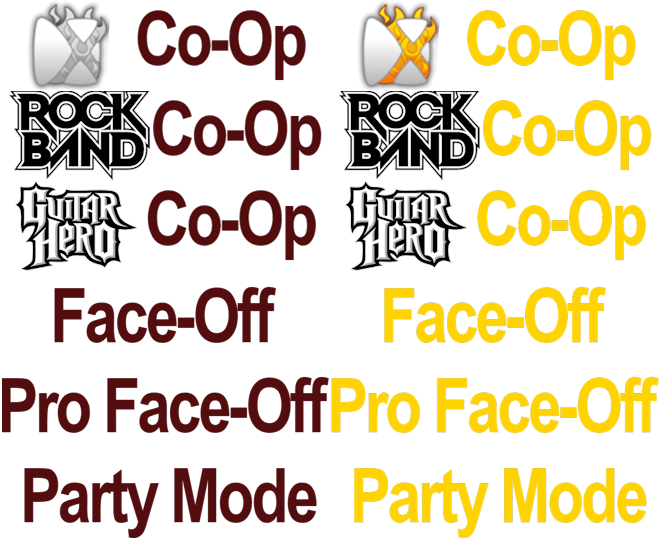 Co-Op Co-Op
ROCK BAND Co-Op ROCK BAND Co-Op
GUITAR HERO Co-Op GUITAR HERO Co-Op
Face-Off Face-Off
Pro Face-Off Pro Face-Off
Party Mode Party Mode